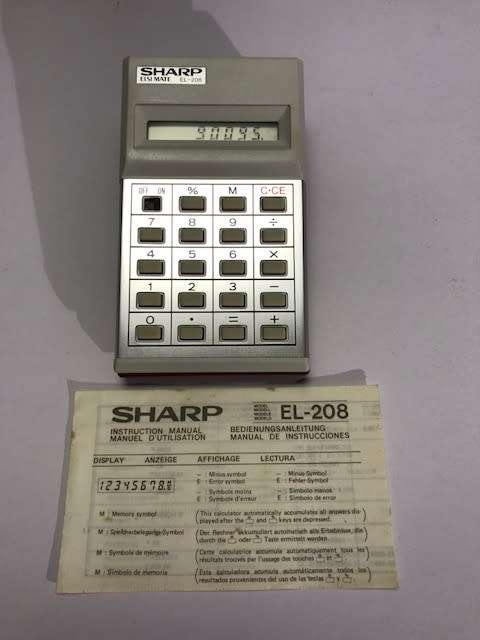 SHARP
ELSI MATE EL-208
OFF ON % M C·CE
7 8 9 ÷
4 5 6 ×
1 2 3 −
0 · = +
SHARP EL-208
INSTRUCTION MANUAL BEDIENUNGSANLEITUNG
MANUEL D'UTILISATION MANUAL DE INSTRUCCIONES
DISPLAY ANZEIGE AFFICHAGE LECTURA
− : Minus symbol − : Minus-Symbol
E : Error symbol E : Fehler-Symbol
12345678. − : Symbole moins − : Símbolo menos
E : Symbole d'erreur E : Símbolo de error
M : Memory symbol (This calculator automatically accumulates all answers dis-
played after the and keys are depressed.)
M : Speicherbelegungs-Symbol (Der Rechner akkumuliert automatisch alle Ergebnisse, die
durch die oder Taste ermittelt werden.)
M : Symbole de mémoire (Cette calculatrice accumule automatiquement tous les
résultats trouvés par l'usage des touches et .)
M : Símbolo de memoria (Esta calculadora acumula automáticamente todos los
resultados provenientes del uso de las teclas y .)